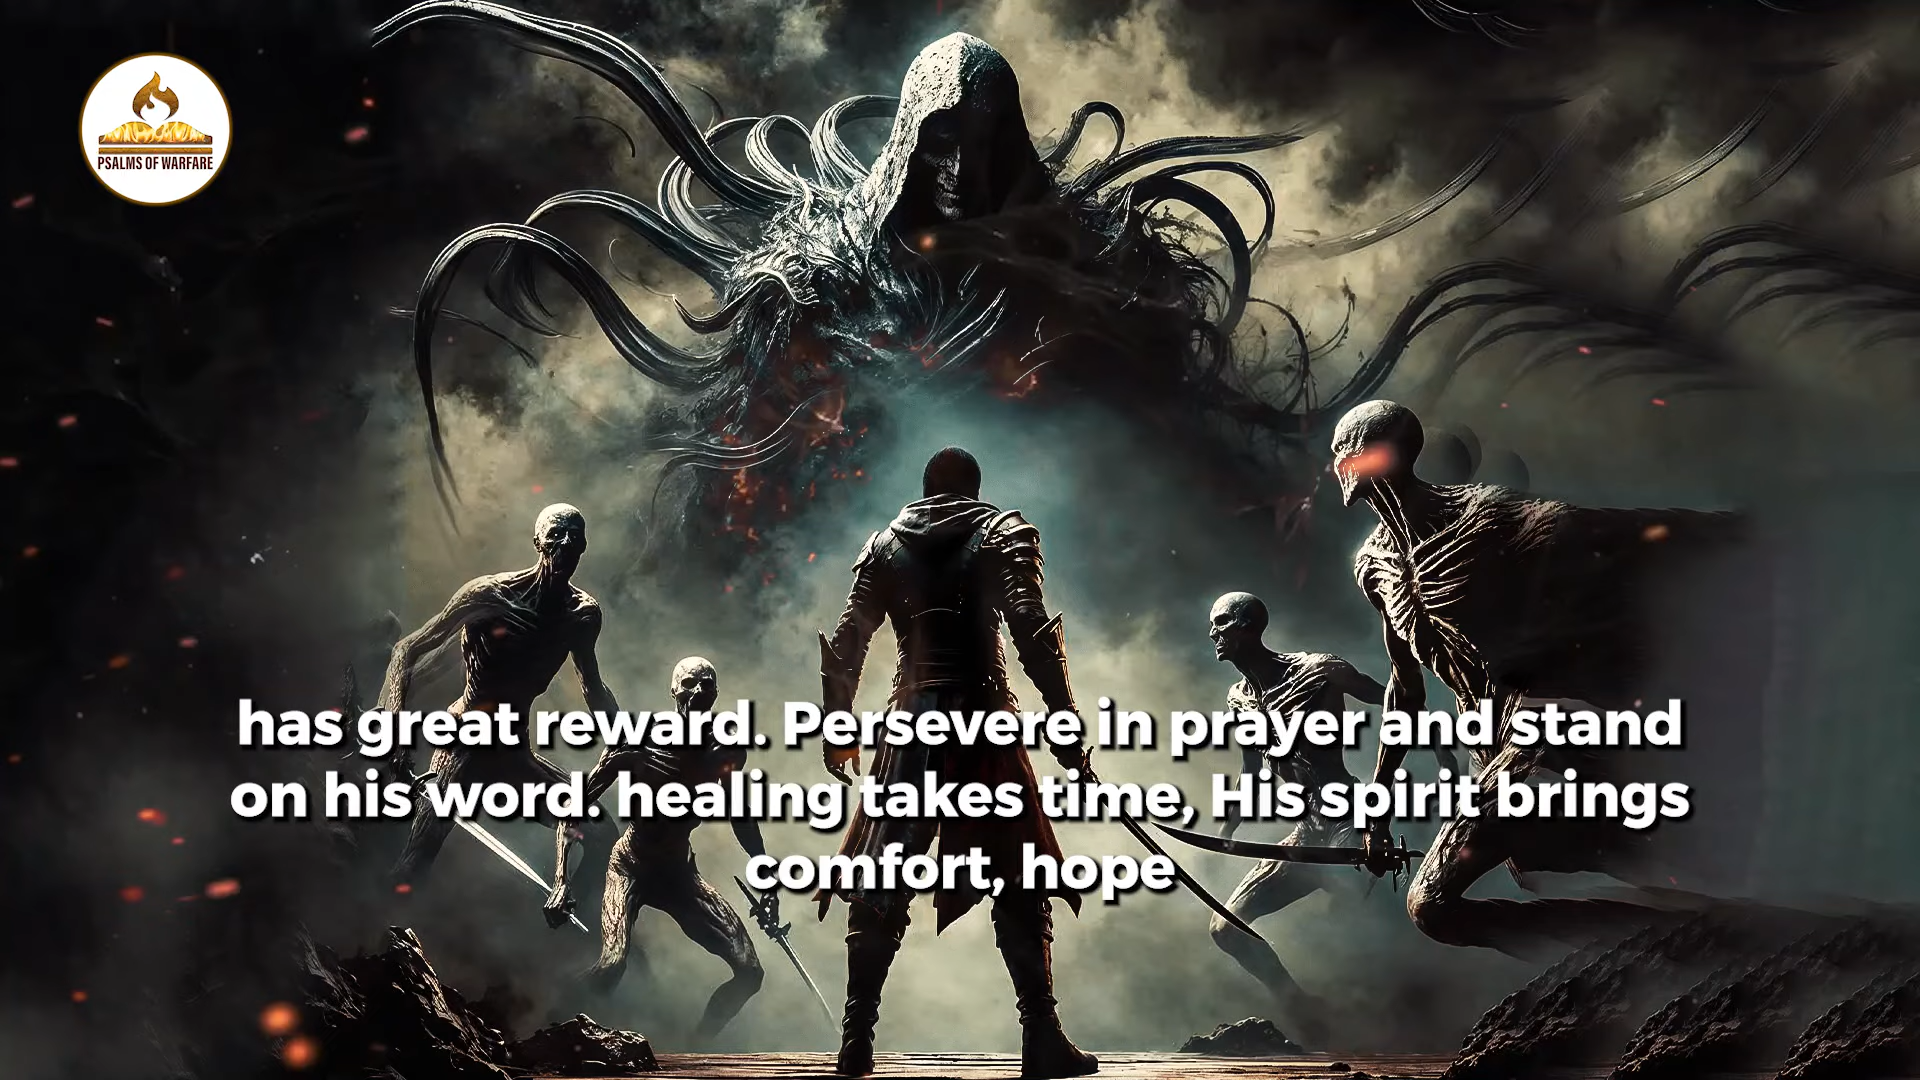 PSALMS OF WARFARE
has great reward. Persevere in prayer and stand
on his word. healing takes time, His spirit brings
comfort, hope